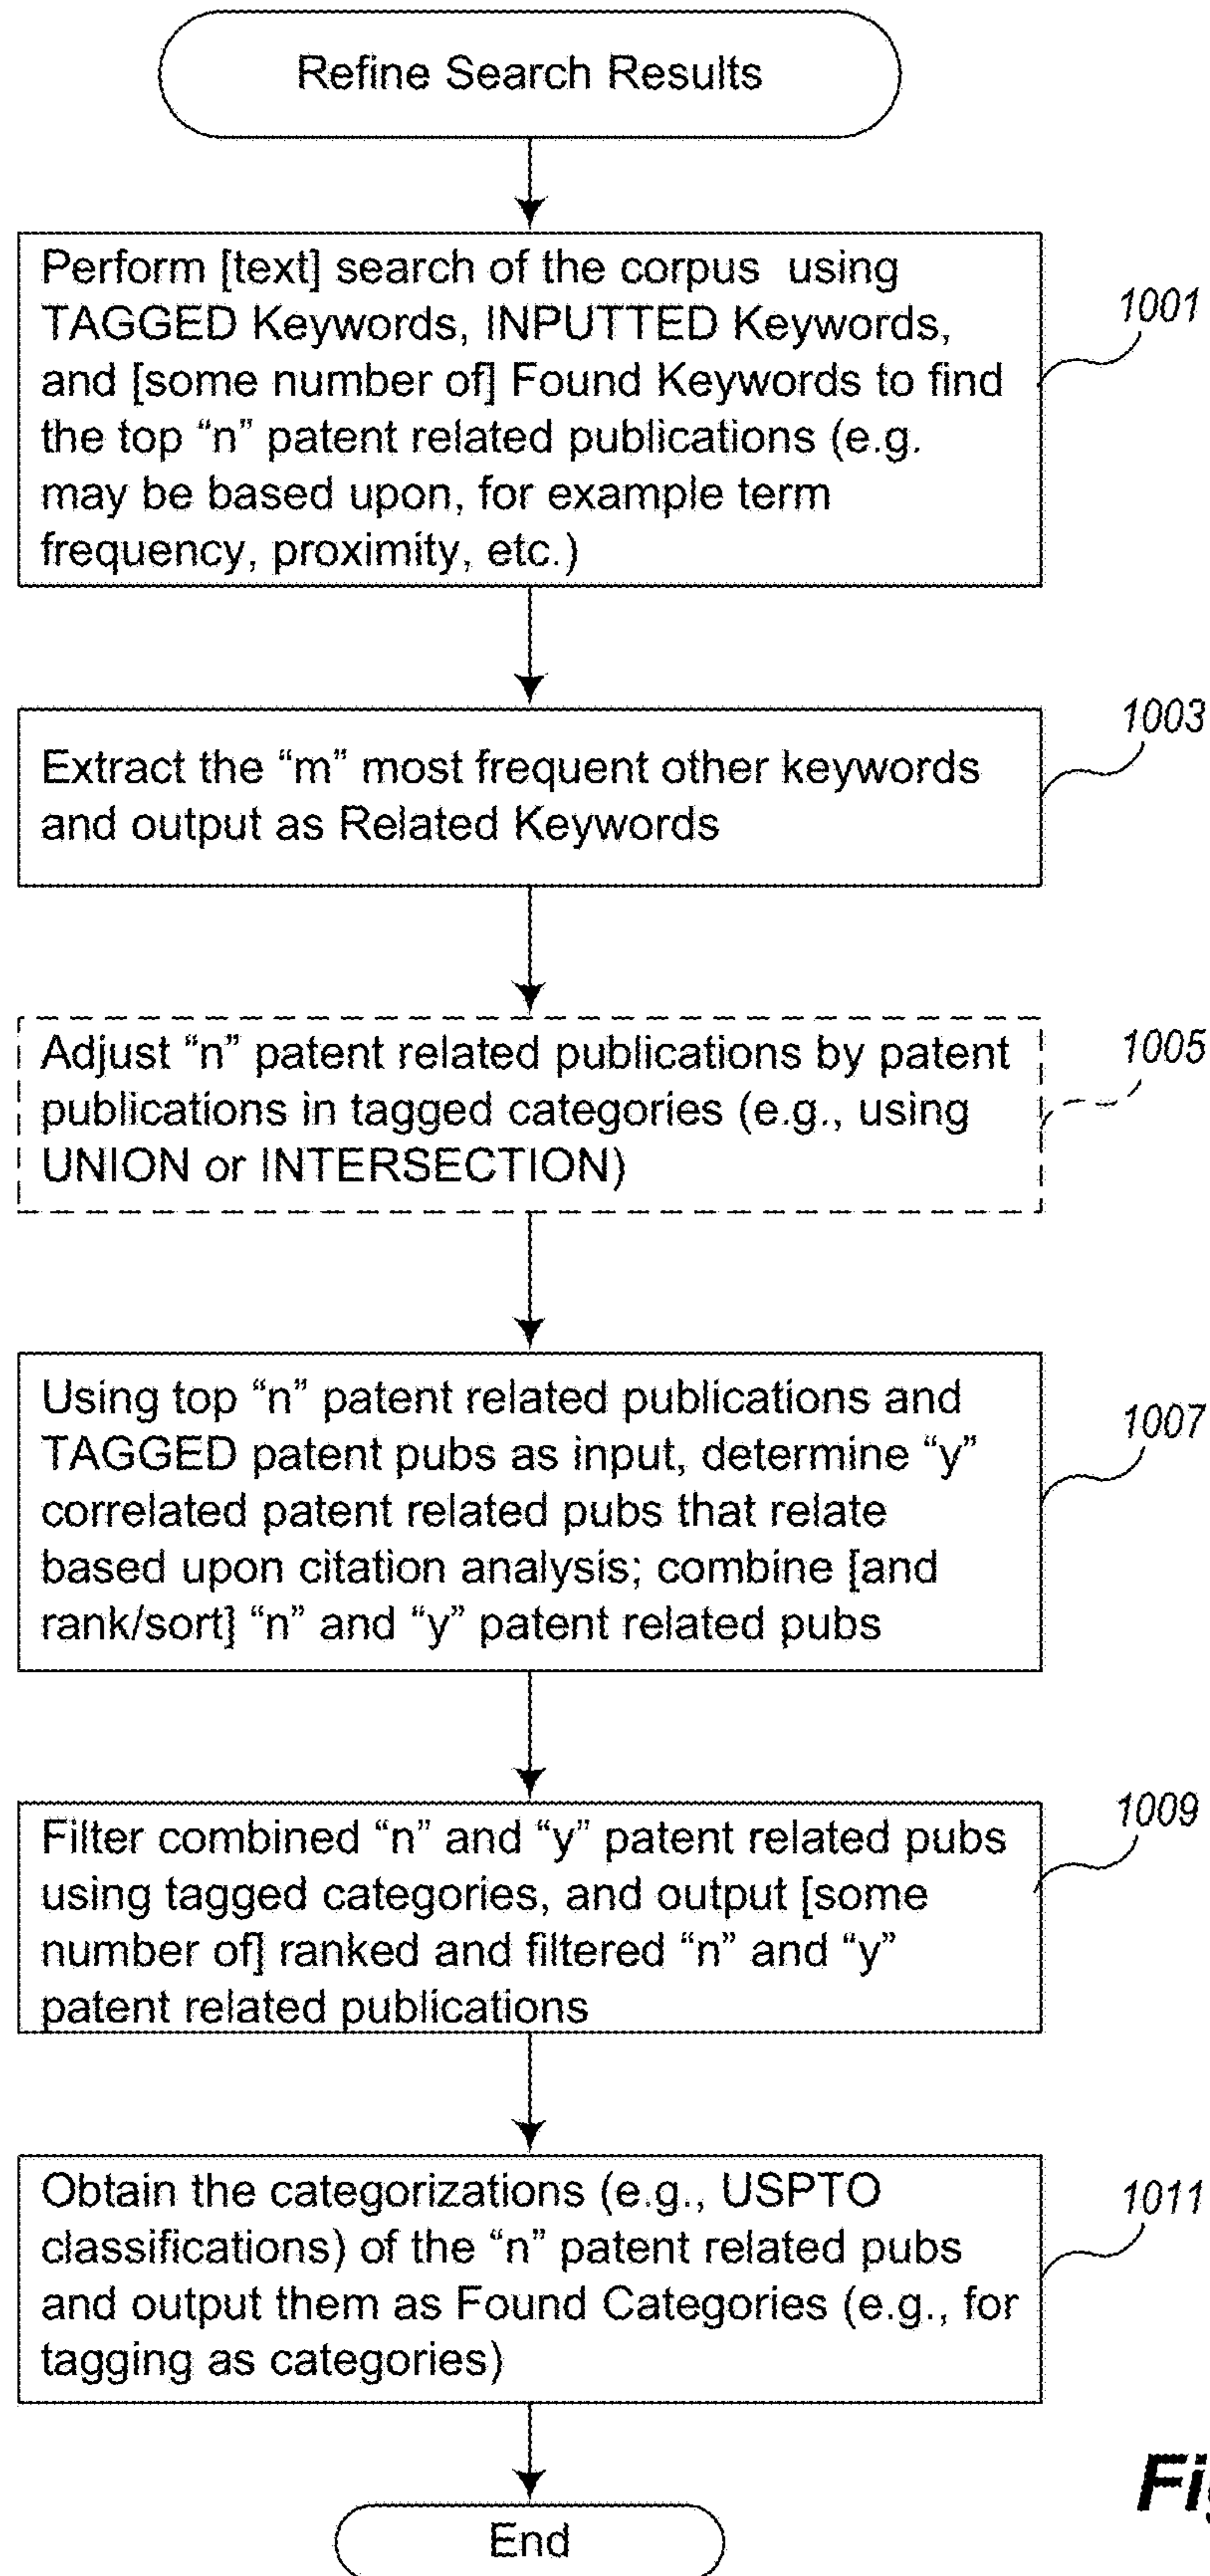 Refine Search Results
Perform [text] search of the corpus using
TAGGED Keywords, INPUTTED Keywords,
and [some number of] Found Keywords to find
the top “n” patent related publications (e.g.
may be based upon, for example term
frequency, proximity, etc.)
1001
Extract the “m” most frequent other keywords
and output as Related Keywords
1003
Adjust “n” patent related publications by patent
publications in tagged categories (e.g., using
UNION or INTERSECTION)
1005
Using top “n” patent related publications and
TAGGED patent pubs as input, determine “y”
correlated patent related pubs that relate
based upon citation analysis; combine [and
rank/sort] “n” and “y” patent related pubs
1007
Filter combined “n” and “y” patent related pubs
using tagged categories, and output [some
number of] ranked and filtered “n” and “y”
patent related publications
1009
Obtain the categorizations (e.g., USPTO
classifications) of the “n” patent related pubs
and output them as Found Categories (e.g., for
tagging as categories)
1011
End